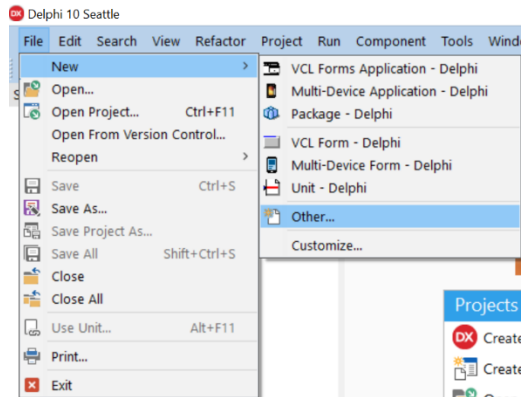 DX Delphi 10 Seattle
File Edit Search View Refactor Project Run Component Tools
New >
Open...
Open Project... Ctrl+F11
Open From Version Control...
Reopen >
Save Ctrl+S
Save As...
Save Project As...
Save All Shift+Ctrl+S
Close
Close All
Use Unit... Alt+F11
Print...
Exit
VCL Forms Application - Delphi
Multi-Device Application - Delphi
Package - Delphi
VCL Form - Delphi
Multi-Device Form - Delphi
Unit - Delphi
Other...
Customize...
Projects
DX Create
Create